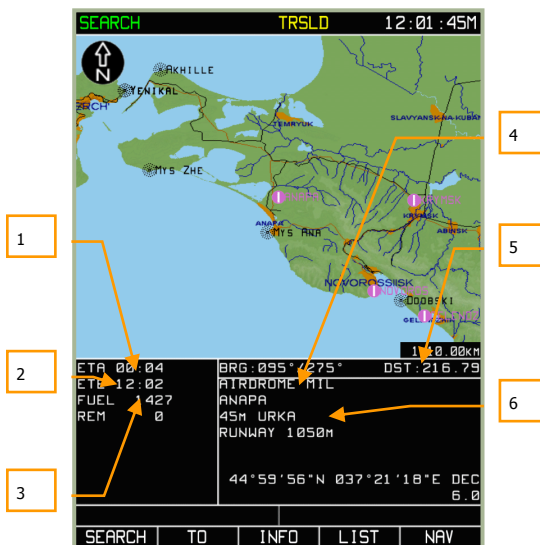 SEARCH TRSLD 12:01:45M
N
AKHILLE
YENIKAL
ERCH'
TEMRYUK
SLAVYANSK-NA-KUBAN
MYS ZHE
KRYMSK
ANAPA
MYS ANA
ABINSK
NOVOROSSIISK
DOOBSKI
4
1
5
2
6
3
ETA 00:04 BRG:095° DST:216.79
ETE 12:02 AIRDROME MIL
FUEL 1427 ANAPA
REM 0 45M URKA
RUNWAY 1050M
44°59'56"N 037°21'18"E DEC
6.0
SEARCH TO INFO LIST NAV